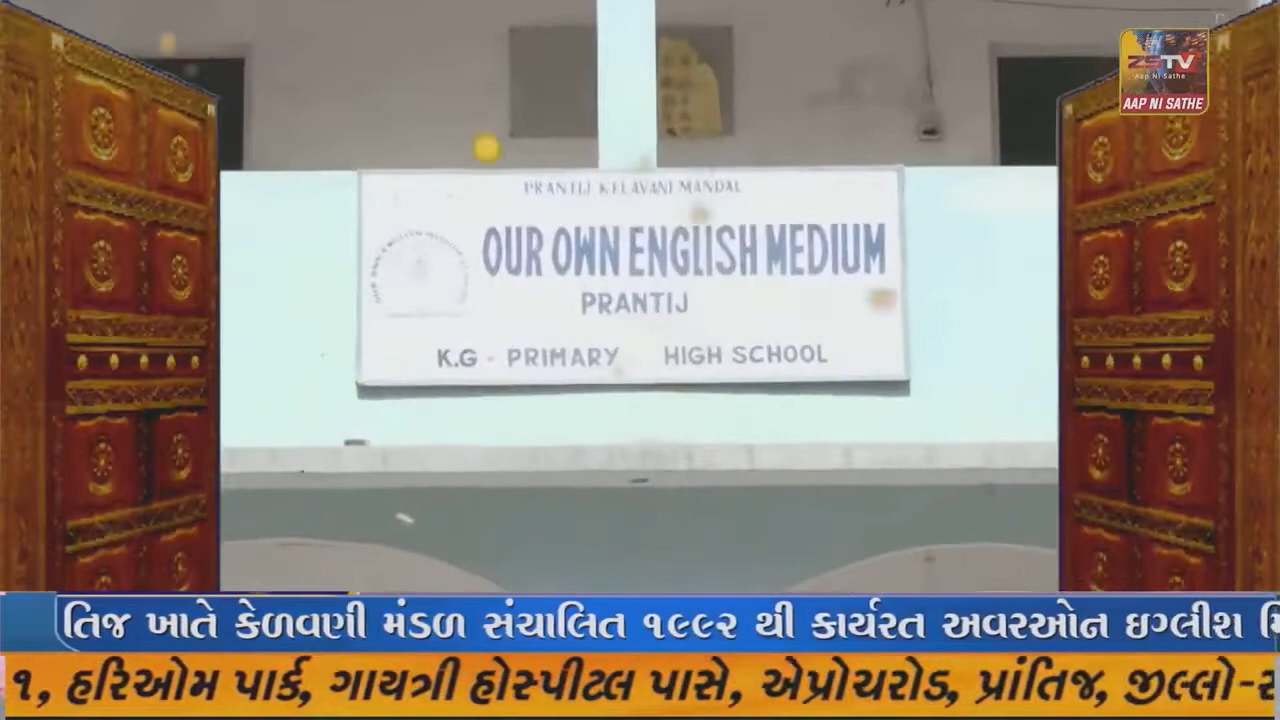 ZSTV
Aap Ni Sathe
AAP NI SATHE
PRANTIJ KELAVANI MANDAL
OUR OWN ENGLISH MEDIUM
PRANTIJ
K.G - PRIMARY HIGH SCHOOL
તિજ ખાતે કેળવણી મંડળ સંચાલિત ૧૯૯૨ થી કાર્યરત અવરઓન ઇગ્લીશ મિ
૧, હરિઓમ પાર્ક, ગાયત્રી હોસ્પીટલ પાસે, એપ્રોચરોડ, પ્રાંતિજ, જીલ્લો-સ